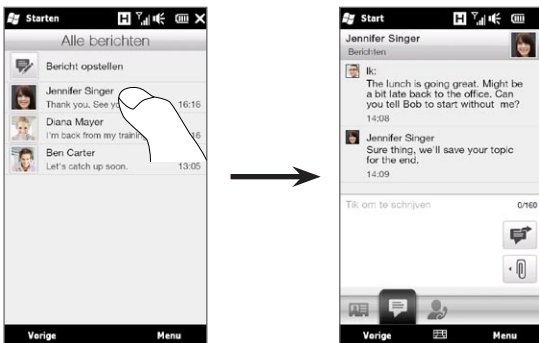 Starten
H
Alle berichten
Bericht opstellen
Jennifer Singer
Thank you. See yo 16:16
Diana Mayer
I'm back from my trainin 16
Ben Carter
Let's catch up soon. 13:05
Vorige Menu
Start
H
Jennifer Singer
Berichten
Ik:
The lunch is going great. Might be
a bit late back to the office. Can
you tell Bob to start without me?
14:08
Jennifer Singer
Sure thing, we'll save your topic
for the end.
14:09
Tik om te schrijven 0/160
Vorige Menu